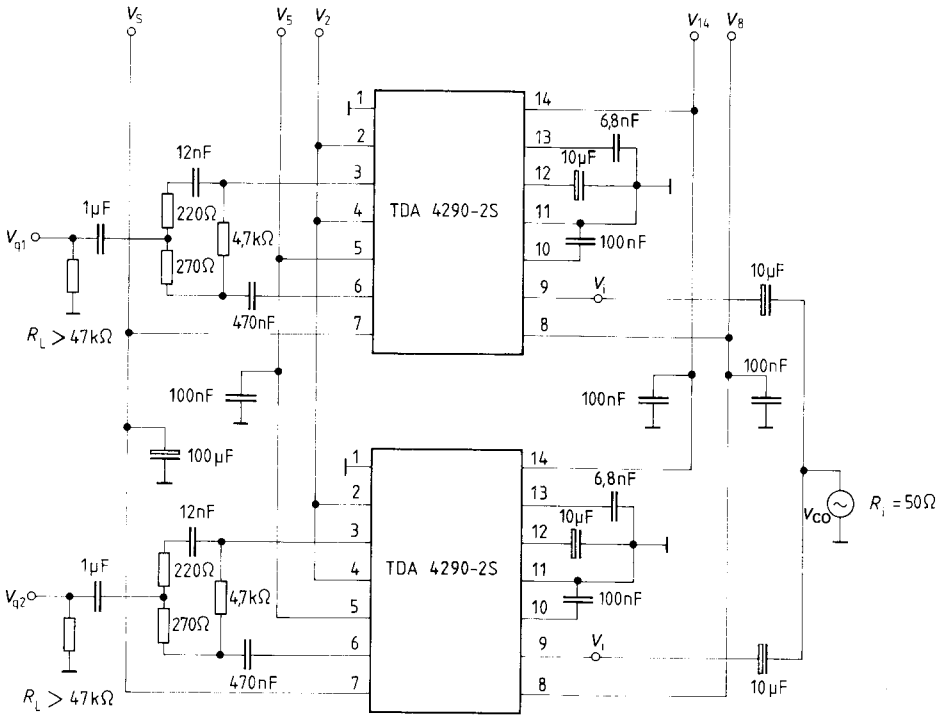 V_S V_5 V_2 V_14 V_8
1 14
2 13 6,8nF
12nF 10µF
3 12
220Ω
1µF 4 TDA 4290-2S 11
V_q1 4,7kΩ 100nF
270Ω 5 10
6 9 V_i 10µF
470nF
R_L > 47kΩ 7 8
100nF 100nF 100nF
100µF
1 14
2 13 6,8nF
12nF 10µF V_CO R_i = 50Ω
3 12
220Ω
1µF 4 TDA 4290-2S 11
V_q2 4,7kΩ 100nF
270Ω 5 10
6 9 V_i
470nF 10µF
R_L > 47kΩ 7 8